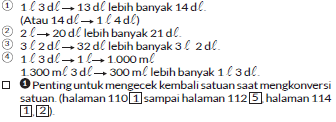 ① 1 ℓ 3 dℓ → 13 dℓ lebih banyak 14 dℓ.
(Atau 14 dℓ → 1 ℓ 4 dℓ)
② 2 ℓ → 20 dℓ lebih banyak 21 dℓ.
③ 3 ℓ 2 dℓ → 32 dℓ lebih banyak 3 ℓ 2 dℓ.
④ 1 ℓ 3 dℓ → 1 ℓ → 1.000 mℓ
1.300 mℓ 3 dℓ → 300 mℓ lebih banyak 1 ℓ 3 dℓ.
□ ❶ Penting untuk mengecek kembali satuan saat mengkonversi
satuan. (halaman 110 1 sampai halaman 112 5, halaman 114
1, 2).